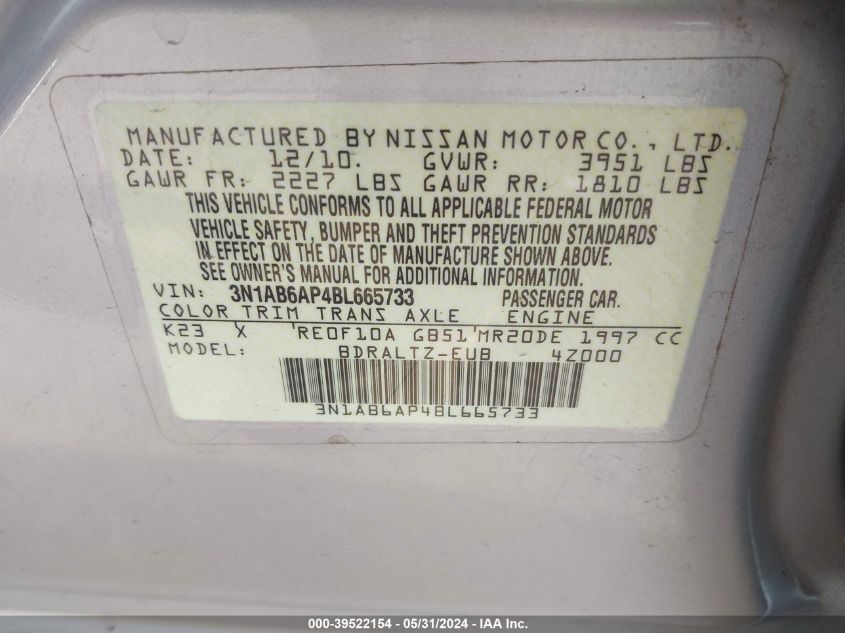 MANUFACTURED BY NISSAN MOTOR CO., LTD.
DATE: 12/10. GVWR: 3951 LBS
GAWR FR: 2227 LBS GAWR RR: 1810 LBS
THIS VEHICLE CONFORMS TO ALL APPLICABLE FEDERAL MOTOR
VEHICLE SAFETY, BUMPER AND THEFT PREVENTION STANDARDS
IN EFFECT ON THE DATE OF MANUFACTURE SHOWN ABOVE.
SEE OWNER'S MANUAL FOR ADDITIONAL INFORMATION.
VIN: 3N1AB6AP4BL665733 PASSENGER CAR.
COLOR TRIM TRANS AXLE ENGINE
K23 X RE0F10A GB51 MR20DE 1997 CC
MODEL: BDRALTZ-EUB 4Z000
3N1AB6AP4BL665733
000-39522154 - 05/31/2024 - IAA Inc.